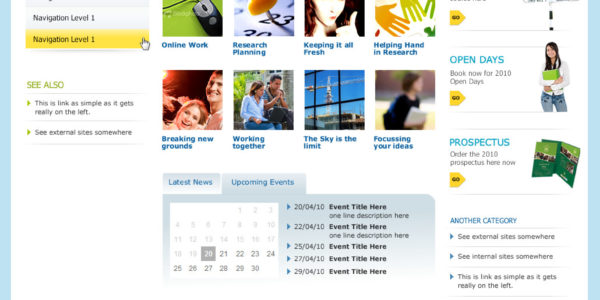 Navigation Level 1
Navigation Level 1
SEE ALSO
This is link as simple as it gets
really on the left.
See external sites somewhere
Online Work
Research
Planning
Keeping it all
Fresh
Helping Hand
in Research
Breaking new
grounds
Working
together
The Sky is the
limit
Focussing
your ideas
Latest News
Upcoming Events
1 2 3
4 5 6 7 8 9 10
11 12 13 14 15 16 17
18 19 20 21 22 23 24
25 26 27 28 29 30
20/04/10 Event Title Here
one line description here
22/04/10 Event Title Here
one line description here
25/04/10 Event Title Here
27/04/10 Event Title Here
29/04/10 Event Title Here
GO
OPEN DAYS
Book now for 2010
Open Days
GO
PROSPECTUS
Order the 2010
prospectus here now
GO
ANOTHER CATEGORY
See external sites somewhere
See internal sites somewhere
This is link as simple as it
gets really on the left.